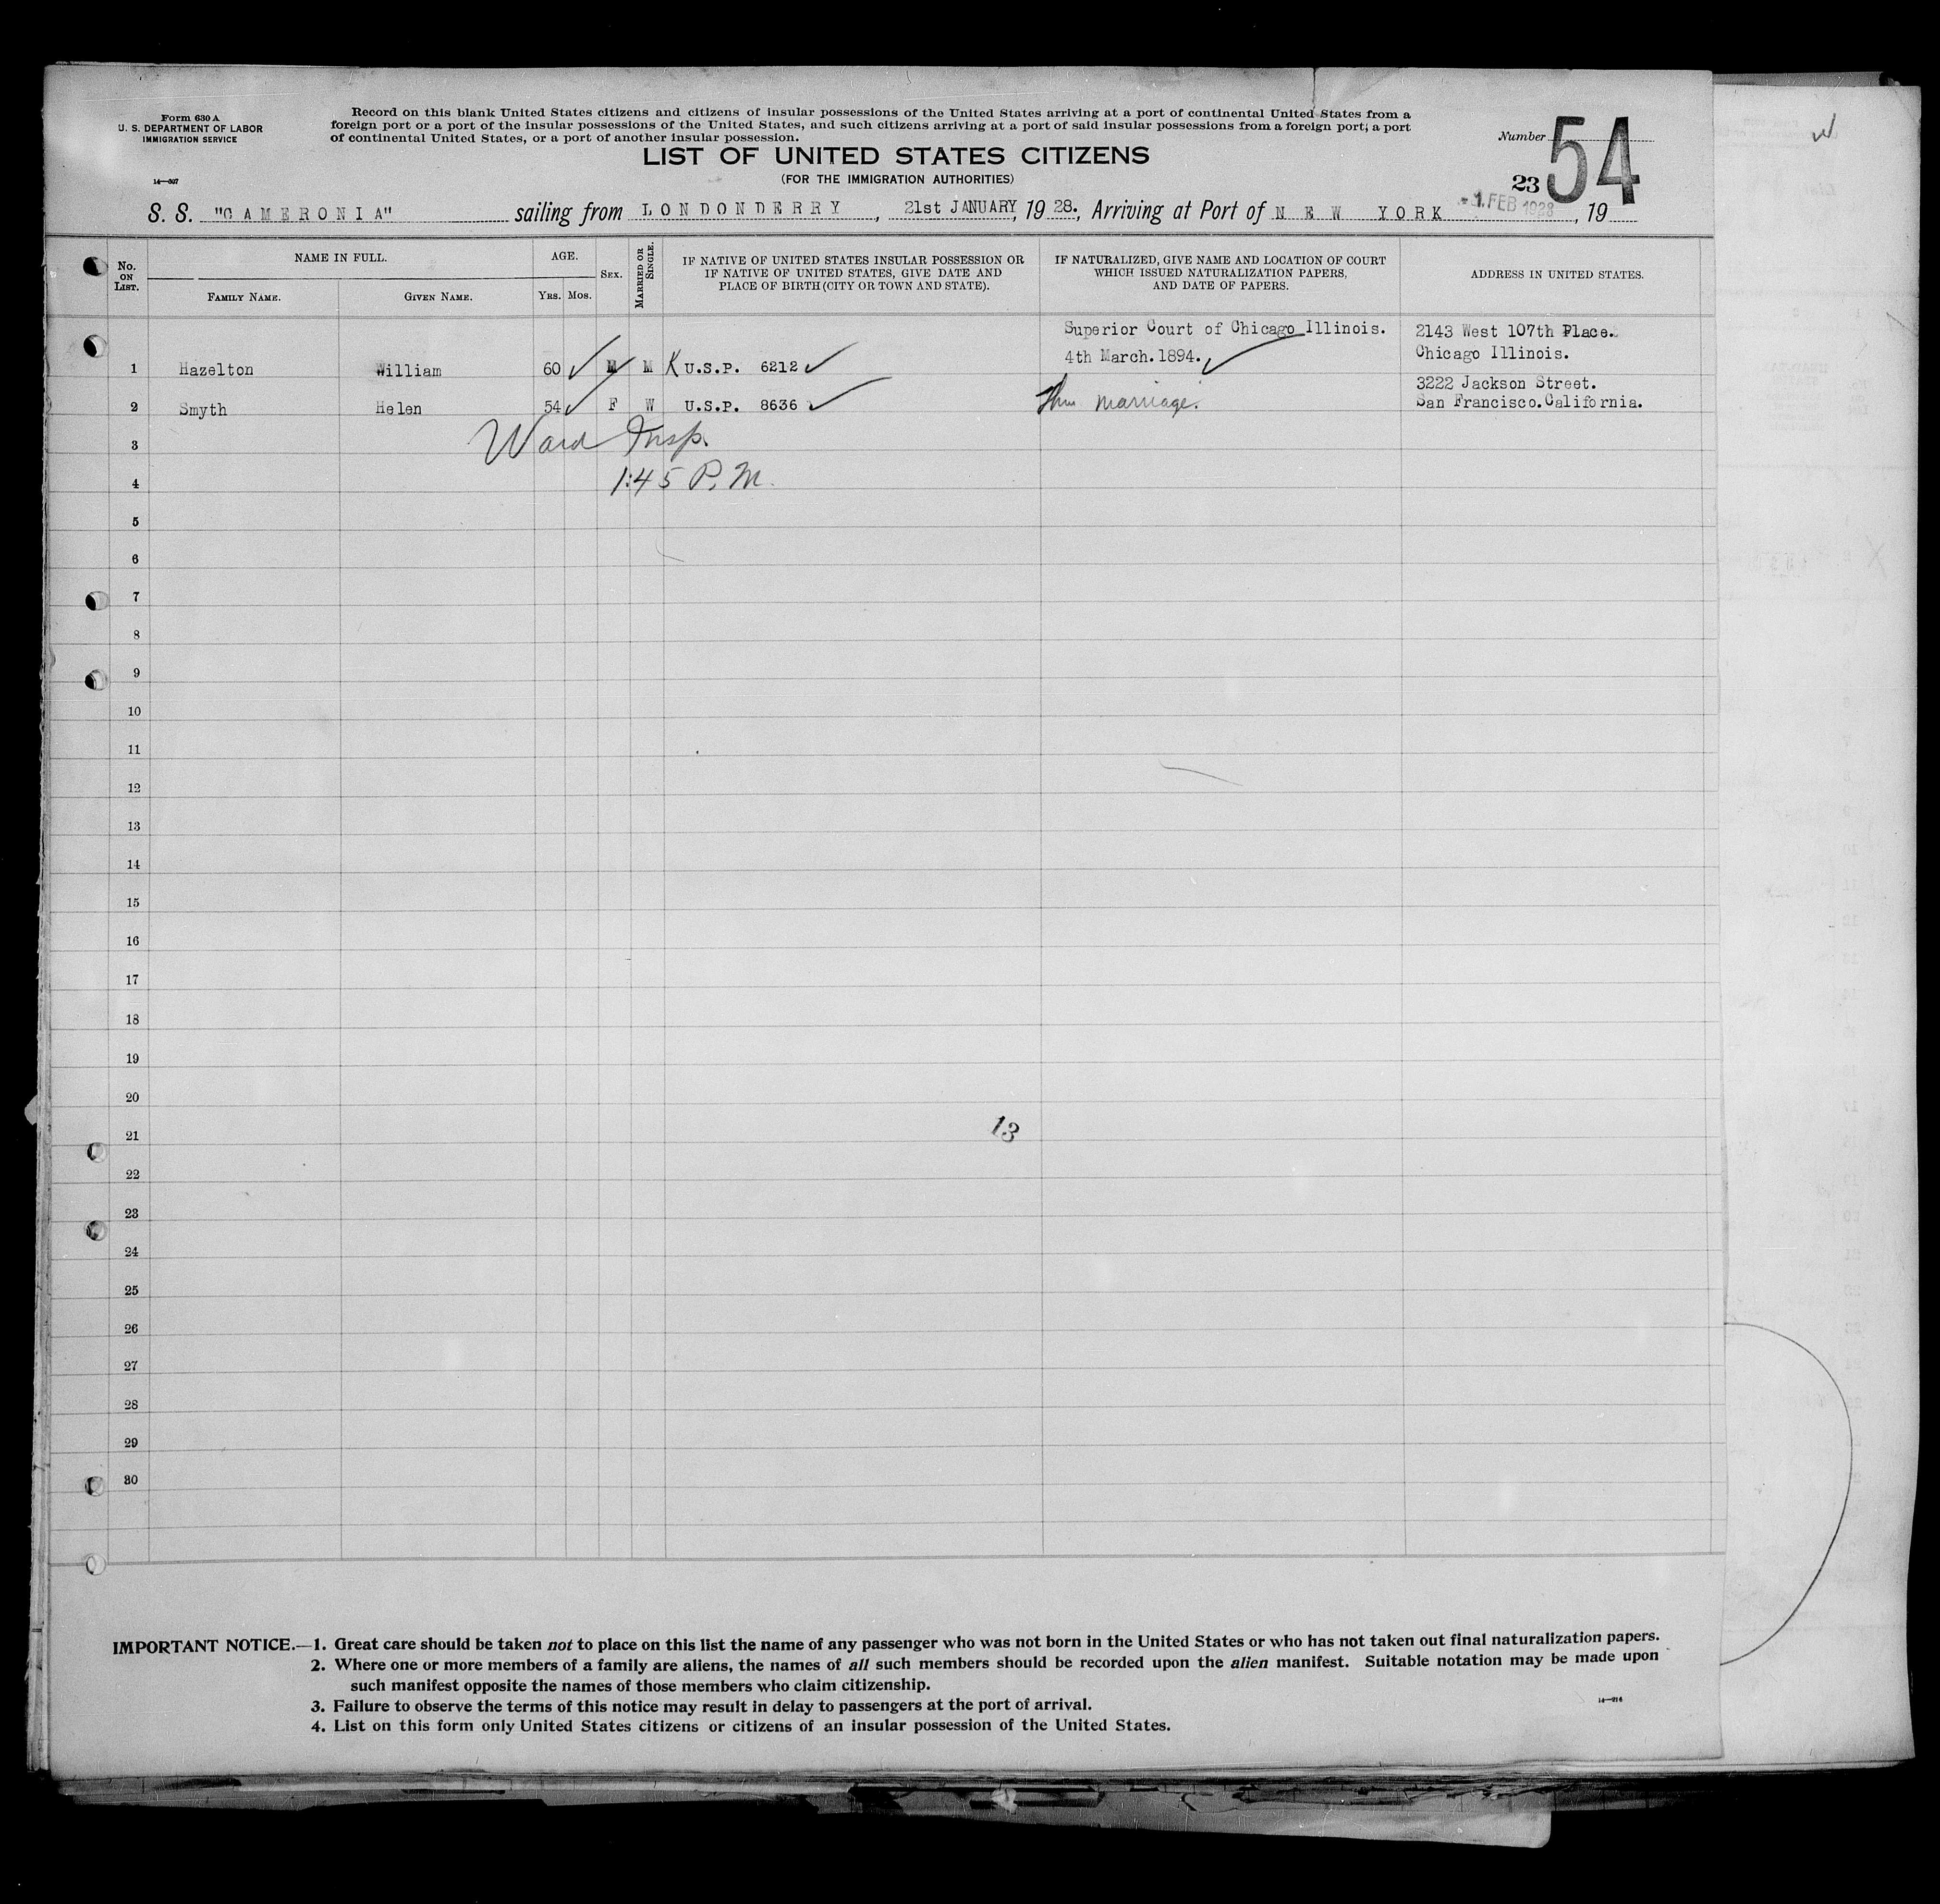 Form 630 A
U. S. DEPARTMENT OF LABOR
IMMIGRATION SERVICE
14—607
Record on this blank United States citizens and citizens of insular possessions of the United States arriving at a port of continental United States from a
foreign port or a port of the insular possessions of the United States, and such citizens arriving at a port of said insular possessions from a foreign port; a port
of continental United States, or a port of another insular possession.
LIST OF UNITED STATES CITIZENS
(FOR THE IMMIGRATION AUTHORITIES)
Number 54
23
S. S. "CAMERONIA" sailing from LONDONDERRY, 21st JANUARY, 19 28., Arriving at Port of NEW YORK 1. FEB 1928, 19
No. ON LIST.
NAME IN FULL.
FAMILY NAME.
GIVEN NAME.
AGE.
YRS. MOS.
SEX.
MARRIED OR SINGLE.
IF NATIVE OF UNITED STATES INSULAR POSSESSION OR
IF NATIVE OF UNITED STATES, GIVE DATE AND
PLACE OF BIRTH (CITY OR TOWN AND STATE).
IF NATURALIZED, GIVE NAME AND LOCATION OF COURT
WHICH ISSUED NATURALIZATION PAPERS,
AND DATE OF PAPERS.
ADDRESS IN UNITED STATES.
Superior Court of Chicago Illinois. 2143 West 107th Place.
1 Hazelton William 60 M M U.S.P. 6212 4th March. 1894. Chicago Illinois.
3222 Jackson Street.
2 Smyth Helen 54 F W U.S.P. 8636 Thru marriage. San Francisco. California.
3 Ward Insp.
4 1:45 P. M.
5
6
7
8
9
10
11
12
13
14
15
16
17
18
19
20
21 13
22
23
24
25
26
27
28
29
30
IMPORTANT NOTICE.—1. Great care should be taken not to place on this list the name of any passenger who was not born in the United States or who has not taken out final naturalization papers.
2. Where one or more members of a family are aliens, the names of all such members should be recorded upon the alien manifest. Suitable notation may be made upon
such manifest opposite the names of those members who claim citizenship.
3. Failure to observe the terms of this notice may result in delay to passengers at the port of arrival.
4. List on this form only United States citizens or citizens of an insular possession of the United States.